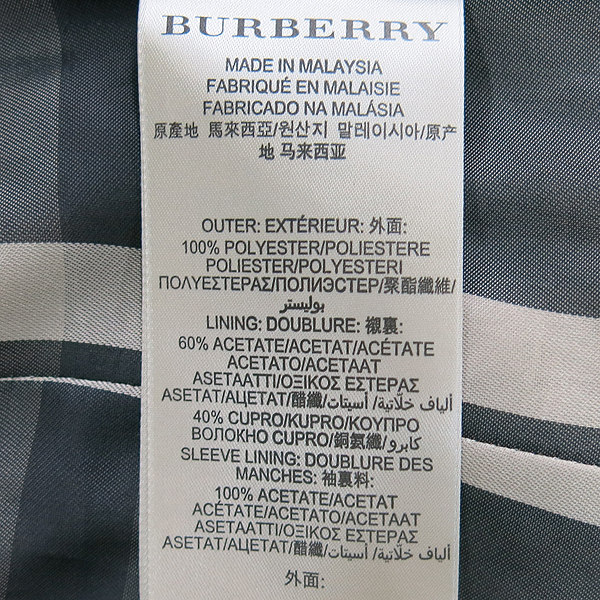 BURBERRY
MADE IN MALAYSIA
FABRIQUÉ EN MALAISIE
FABRICADO NA MALÁSIA
原產地 馬來西亞/원산지 말레이시아/原产
地 马来西亚
OUTER: EXTÉRIEUR: 外面:
100% POLYESTER/POLIESTERE
POLIESTER/POLYESTERI
ΠΟΛΥΕΣΤΕΡΑΣ/ПОЛИЭСТЕР/聚酯纖維/
بوليستر
LINING: DOUBLURE: 襯裏:
60% ACETATE/ACETAT/ACÉTATE
ACETATO/ACETAAT
ASETAATTI/ΟΞΙΚΟΣ ΕΣΤΕΡΑΣ
ASETAT/АЦЕТАТ/醋纖/أسيتات/ ألياف خلّاتية/
40% CUPRO/KUPRO/ΚΟΥΠΡΟ
ВОЛОКНО CUPRO/銅氨纖/كابرو
SLEEVE LINING: DOUBLURE DES
MANCHES: 袖裏料:
100% ACETATE/ACETAT
ACÉTATE/ACETATO/ACETAAT
ASETAATTI/ΟΞΙΚΟΣ ΕΣΤΕΡΑΣ
ASETAT/АЦЕТАТ/醋纖/أسيتات/ ألياف خلّاتية/
外面: